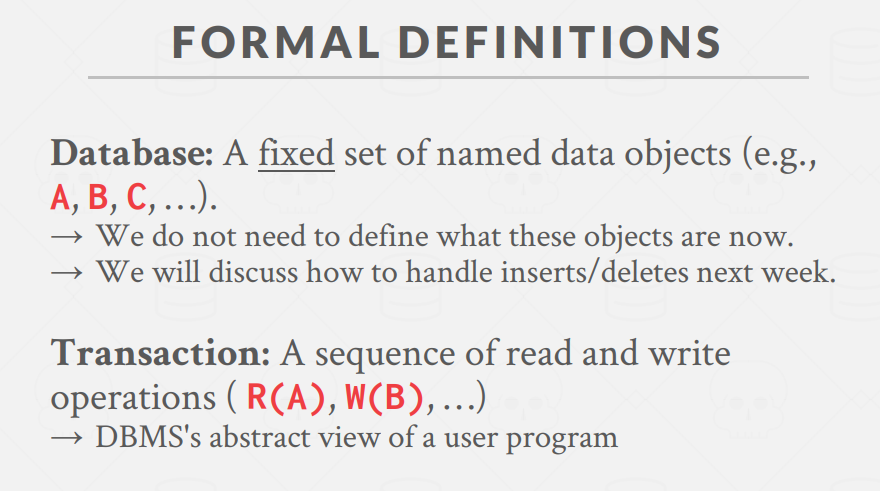 FORMAL DEFINITIONS
Database: A fixed set of named data objects (e.g.,
A, B, C, …).
→ We do not need to define what these objects are now.
→ We will discuss how to handle inserts/deletes next week.
Transaction: A sequence of read and write
operations ( R(A), W(B), …)
→ DBMS's abstract view of a user program